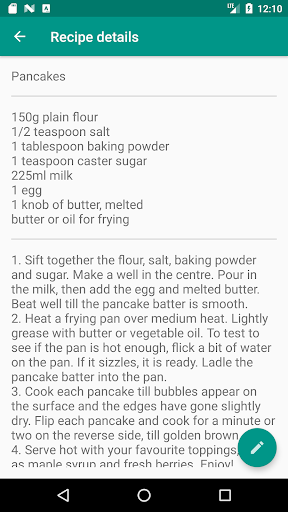 LTE 12:10
Recipe details
Pancakes
150g plain flour
1/2 teaspoon salt
1 tablespoon baking powder
1 teaspoon caster sugar
225ml milk
1 egg
1 knob of butter, melted
butter or oil for frying
1. Sift together the flour, salt, baking powder
and sugar. Make a well in the centre. Pour in
the milk, then add the egg and melted butter.
Beat well till the pancake batter is smooth.
2. Heat a frying pan over medium heat. Lightly
grease with butter or vegetable oil. To test to
see if the pan is hot enough, flick a bit of water
on the pan. If it sizzles, it is ready. Ladle the
pancake batter into the pan.
3. Cook each pancake till bubbles appear on
the surface and the edges have gone slightly
dry. Flip each pancake and cook for a minute or
two on the reverse side, till golden brown
4. Serve hot with your favourite toppings,
as maple syrup and fresh berries. Enjoy!